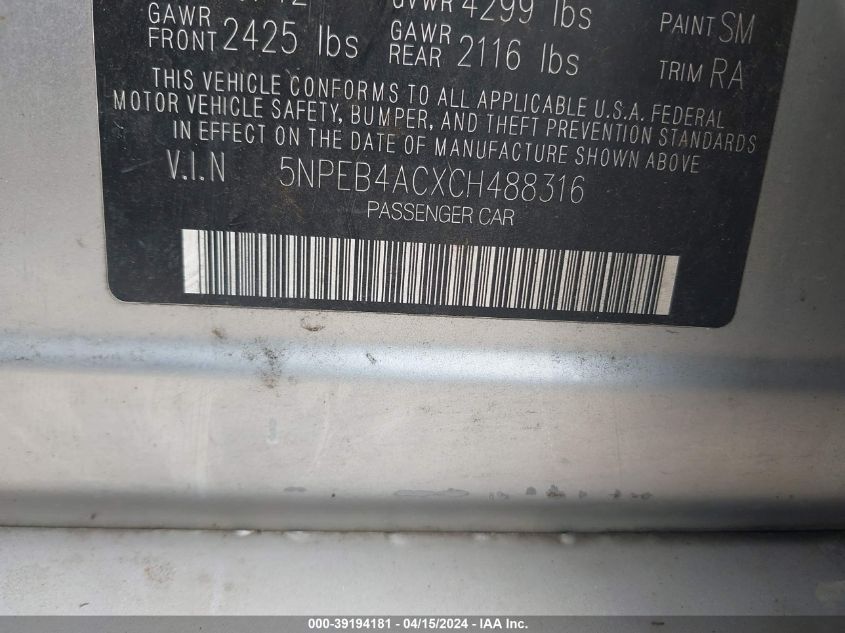 GVWR 4299 lbs
GAWR FRONT 2425 lbs GAWR REAR 2116 lbs
PAINT SM
TRIM RA
THIS VEHICLE CONFORMS TO ALL APPLICABLE U.S.A. FEDERAL
MOTOR VEHICLE SAFETY, BUMPER, AND THEFT PREVENTION STANDARDS
IN EFFECT ON THE DATE OF MANUFACTURE SHOWN ABOVE
V.I.N 5NPEB4ACXCH488316
PASSENGER CAR
000-39194181 - 04/15/2024 - IAA Inc.